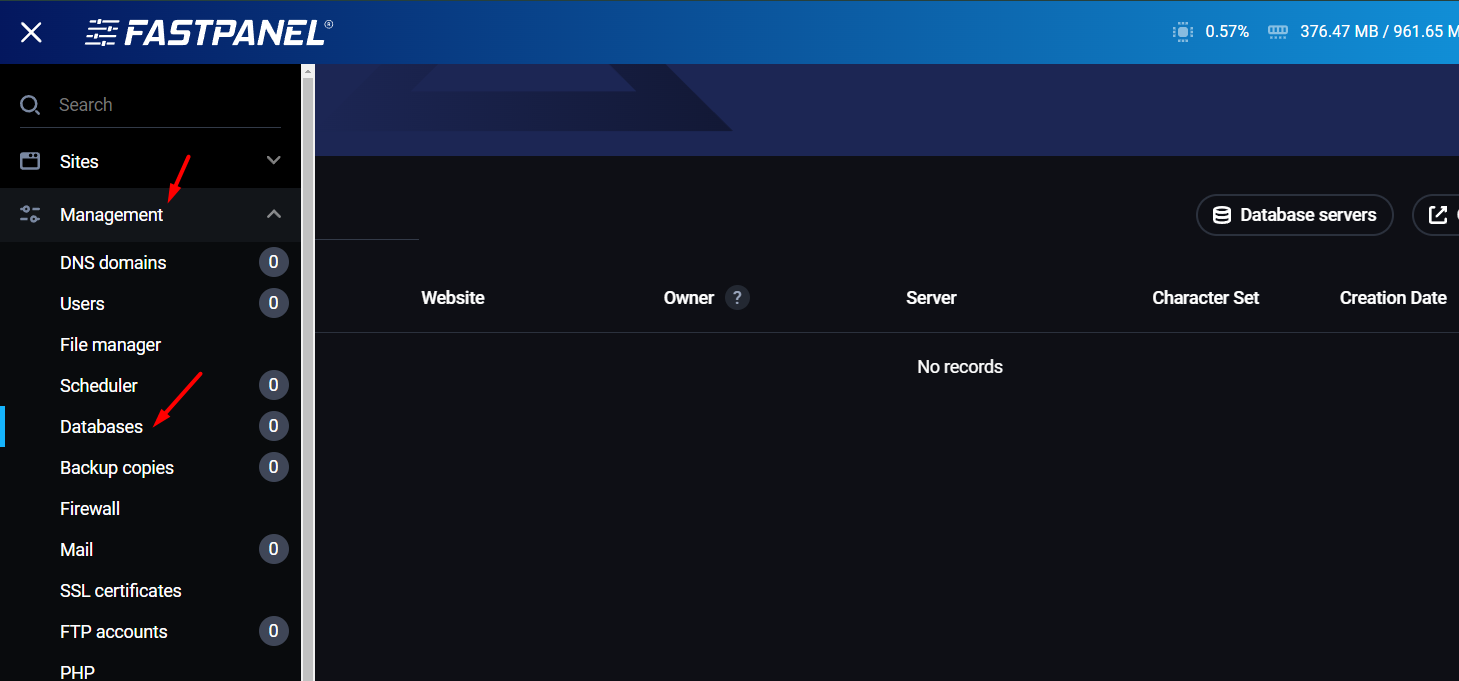 FASTPANEL®
0.57%
376.47 MB / 961.65 M
Search
Sites
Management
DNS domains 0
Users 0
File manager
Scheduler 0
Databases 0
Backup copies 0
Firewall
Mail 0
SSL certificates
FTP accounts 0
PHP
Database servers
Website Owner ? Server Character Set Creation Date
No records